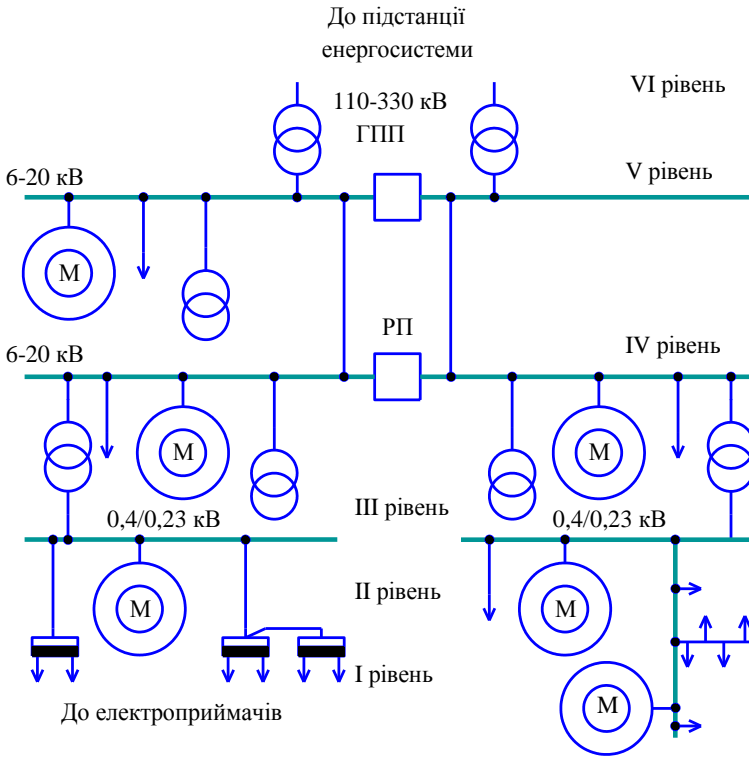 До підстанції
енергосистеми
VI рівень
110-330 кВ
ГПП
6-20 кВ
V рівень
М
РП
6-20 кВ
IV рівень
М
М
III рівень
0,4/0,23 кВ
0,4/0,23 кВ
М
М
II рівень
I рівень
М
До електроприймачів